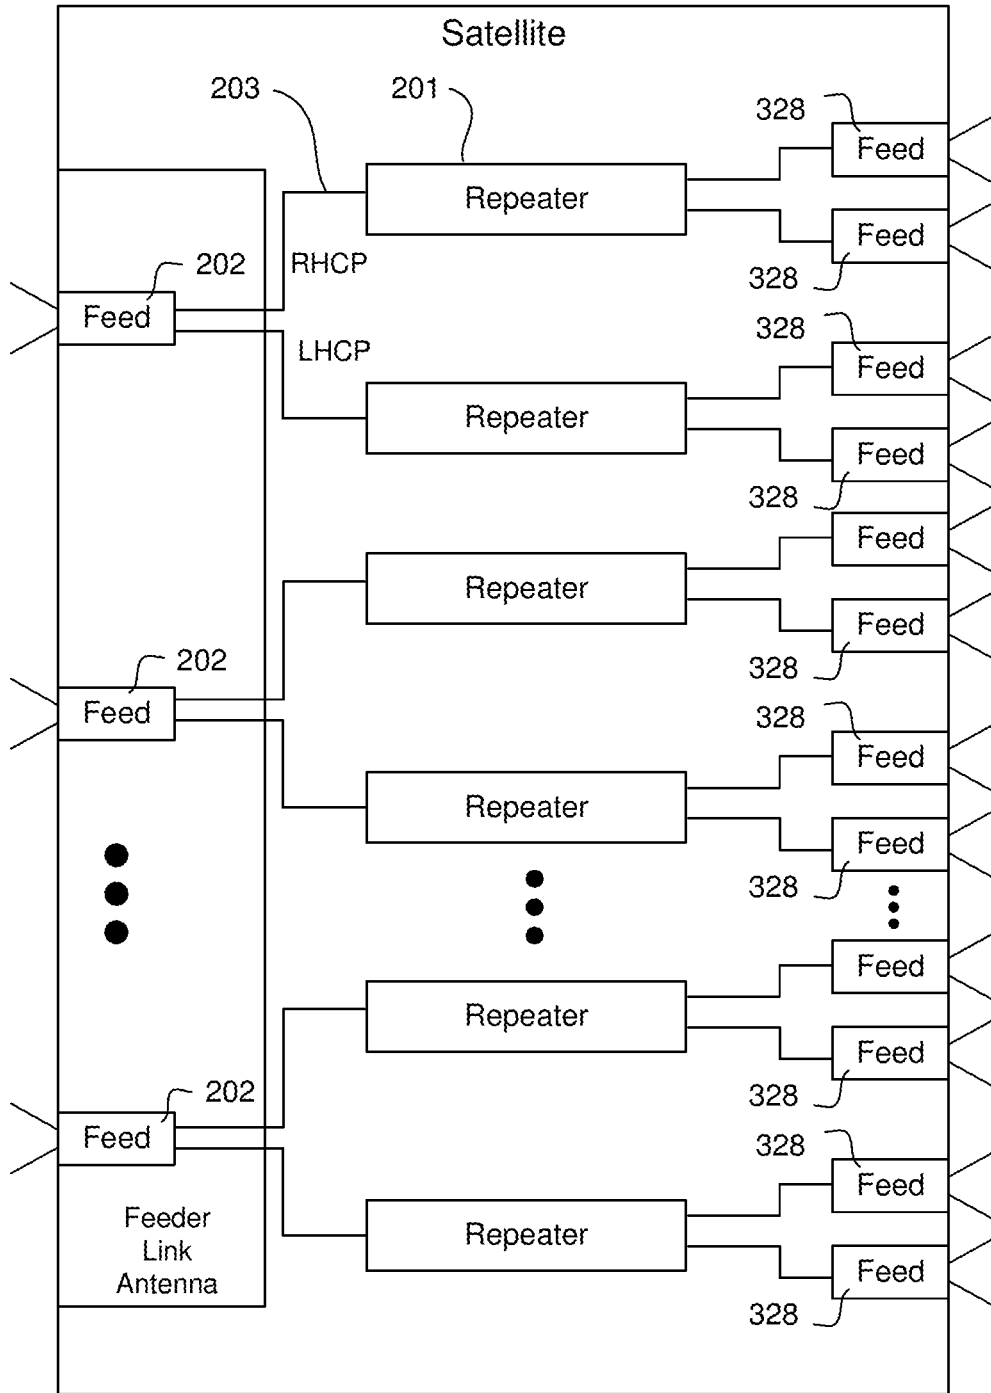 Satellite
203
201
328
Feed
Repeater
Feed
202
RHCP
328
Feed
328
LHCP
Feed
Repeater
Feed
328
Feed
Repeater
Feed
202
328
Feed
328
Feed
Repeater
Feed
328
Feed
Repeater
Feed
202
328
Feed
328
Feed
Feeder
Link
Antenna
Repeater
Feed
328